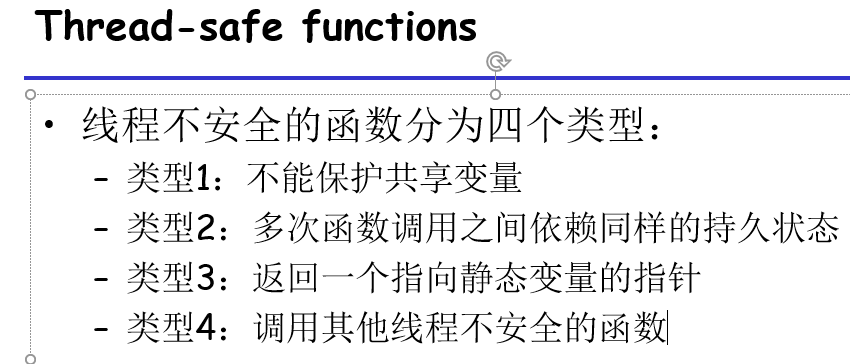 Thread-safe functions
• 线程不安全的函数分为四个类型：
– 类型1：不能保护共享变量
– 类型2：多次函数调用之间依赖同样的持久状态
– 类型3：返回一个指向静态变量的指针
– 类型4：调用其他线程不安全的函数